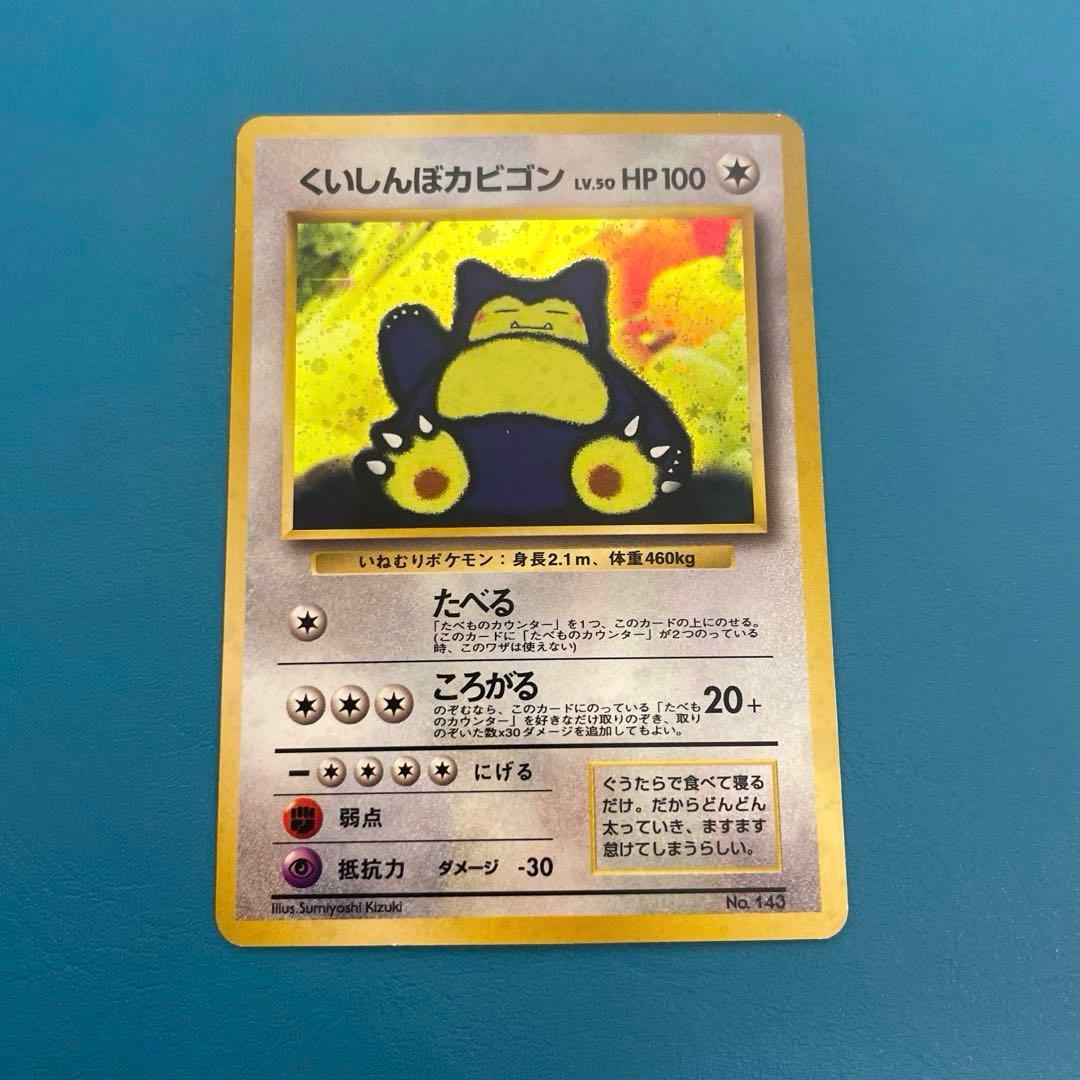 くいしんぼカビゴン LV.50 HP100
いねむりポケモン：身長2.1m、体重460kg
たべる
「たべものカウンター」を1つ、このカードの上にのせる。
(このカードに「たべものカウンター」が2つのっている
時、このワザは使えない)
ころがる 20+
のぞむなら、このカードにのっている「たべも
のカウンター」を好きなだけ取りのぞき、取り
のぞいた数x30ダメージを追加してもよい。
にげる
弱点
抵抗力 ダメージ -30
ぐうたらで食べて寝る
だけ。だからどんどん
太っていき、ますます
怠けてしまうらしい。
Illus.Sumiyoshi Kizuki
No. 143